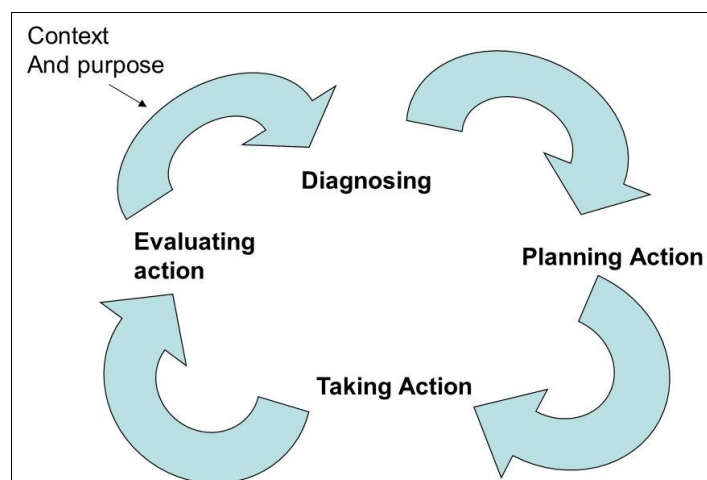 Context
And purpose
Diagnosing
Evaluating
action
Planning Action
Taking Action